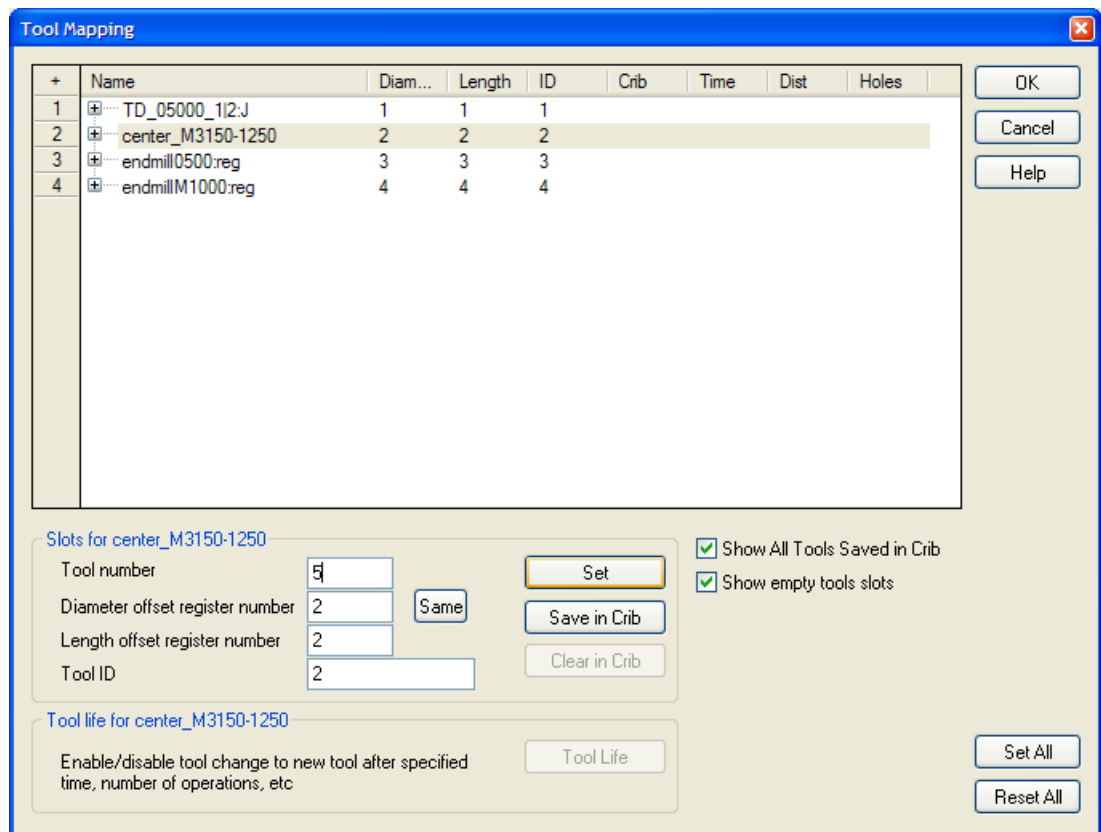 Tool Mapping
+ Name Diam... Length ID Crib Time Dist Holes
1 TD_05000_1|2:J 1 1 1
2 center_M3150-1250 2 2 2
3 endmill0500:reg 3 3 3
4 endmillM1000:reg 4 4 4
OK
Cancel
Help
Slots for center_M3150-1250
Tool number 5
Diameter offset register number 2 Same
Length offset register number 2
Tool ID 2
Set
Save in Crib
Clear in Crib
Show All Tools Saved in Crib
Show empty tools slots
Tool life for center_M3150-1250
Enable/disable tool change to new tool after specified
time, number of operations, etc
Tool Life
Set All
Reset All